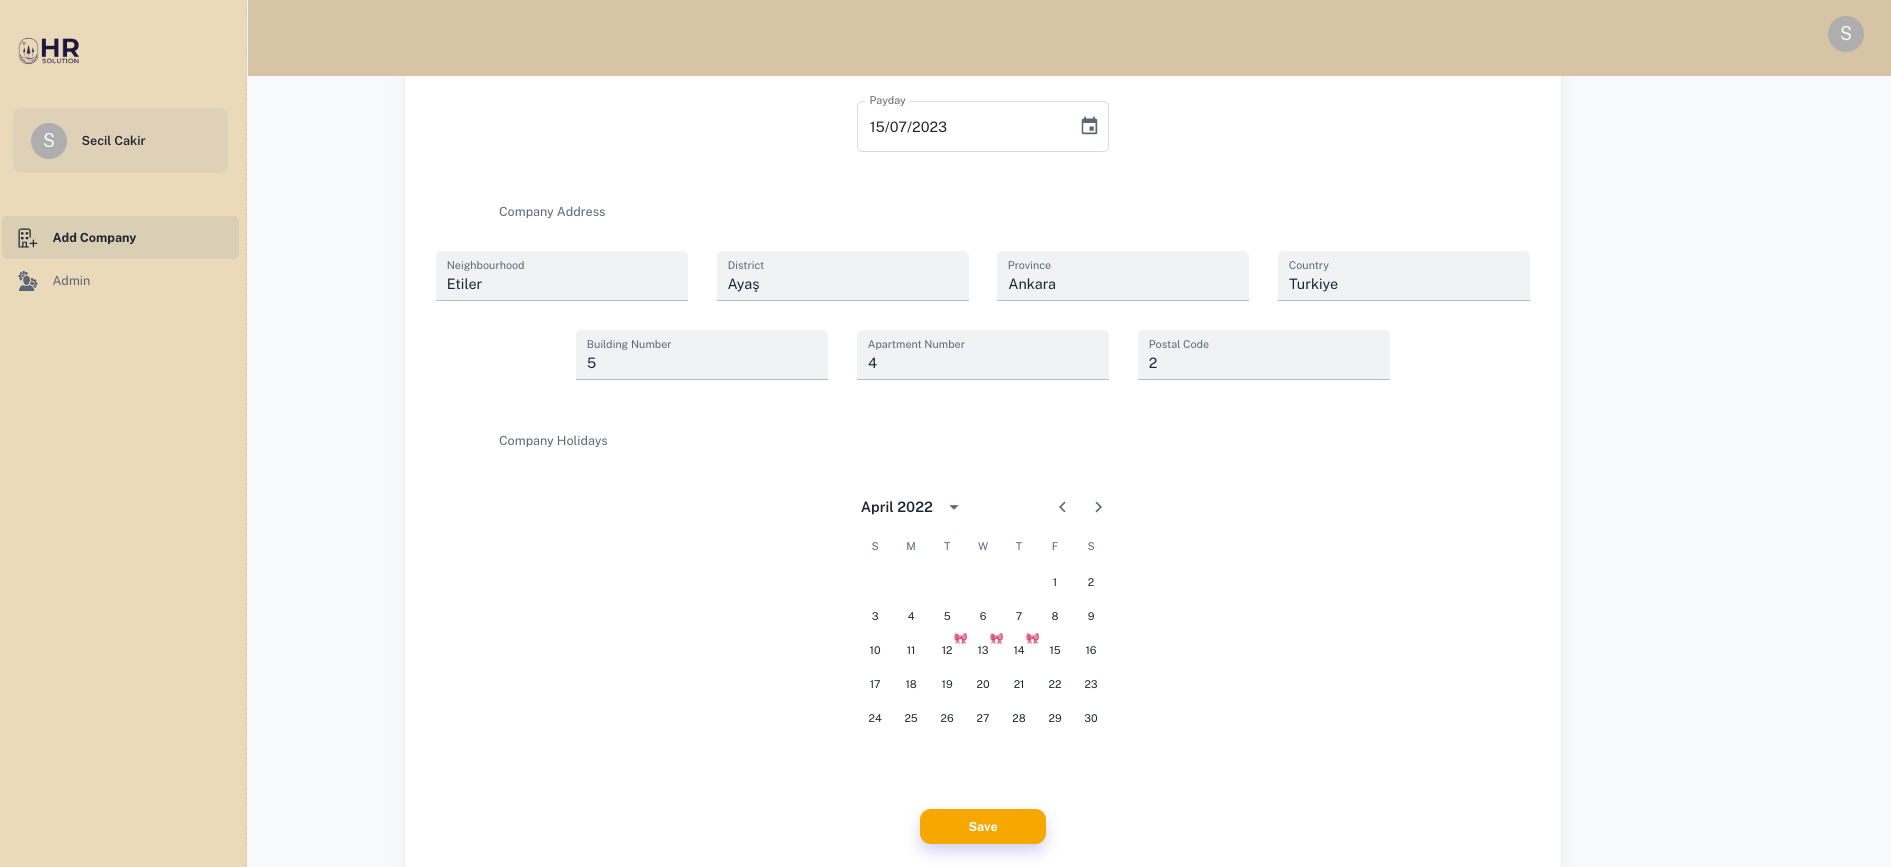 HR
SOLUTION
S
S
Secil Cakir
Add Company
Admin
Payday
15/07/2023
Company Address
Neighbourhood District Province Country
Etiler Ayaş Ankara Turkiye
Building Number Apartment Number Postal Code
5 4 2
Company Holidays
April 2022
S M T W T F S
1 2
3 4 5 6 7 8 9
10 11 12 13 14 15 16
17 18 19 20 21 22 23
24 25 26 27 28 29 30
Save